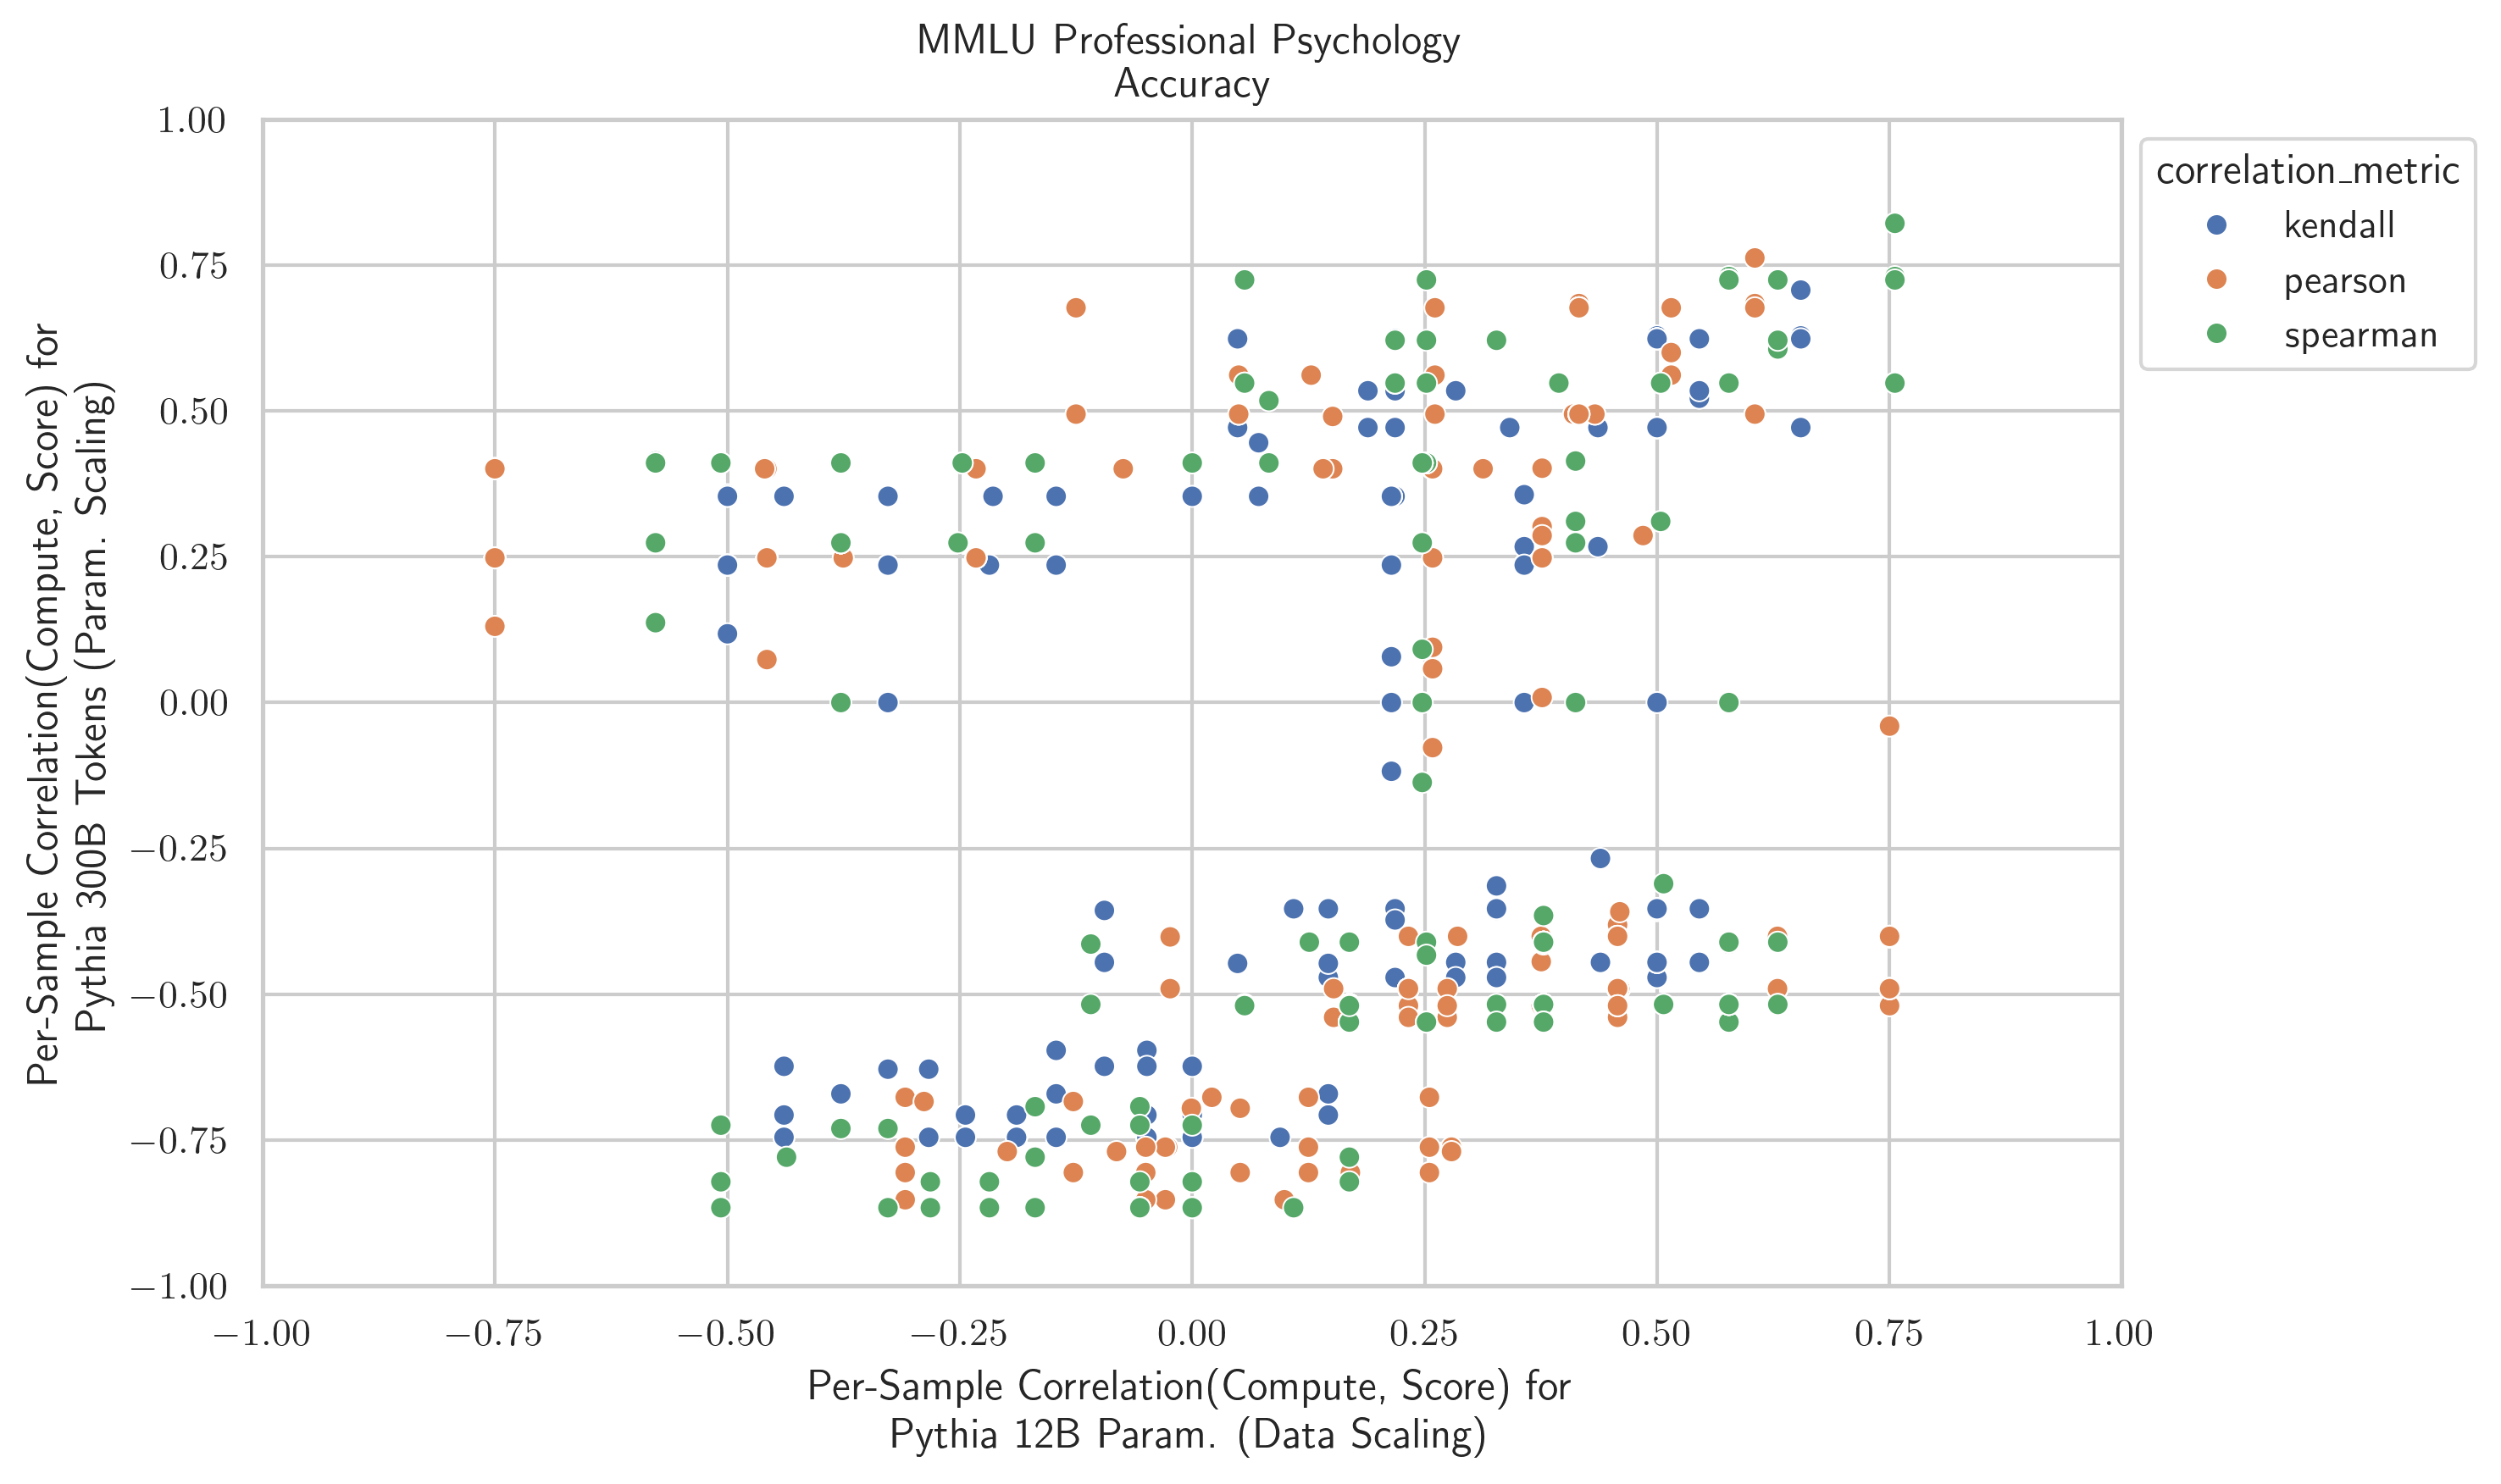 MMLU Professional Psychology
Accuracy
Per-Sample Correlation(Compute, Score) for
Pythia 300B Tokens (Param. Scaling)
1.00
0.75
0.50
0.25
0.00
−0.25
−0.50
−0.75
−1.00
−1.00 −0.75 −0.50 −0.25 0.00 0.25 0.50 0.75 1.00
Per-Sample Correlation(Compute, Score) for
Pythia 12B Param. (Data Scaling)
correlation_metric
kendall
pearson
spearman